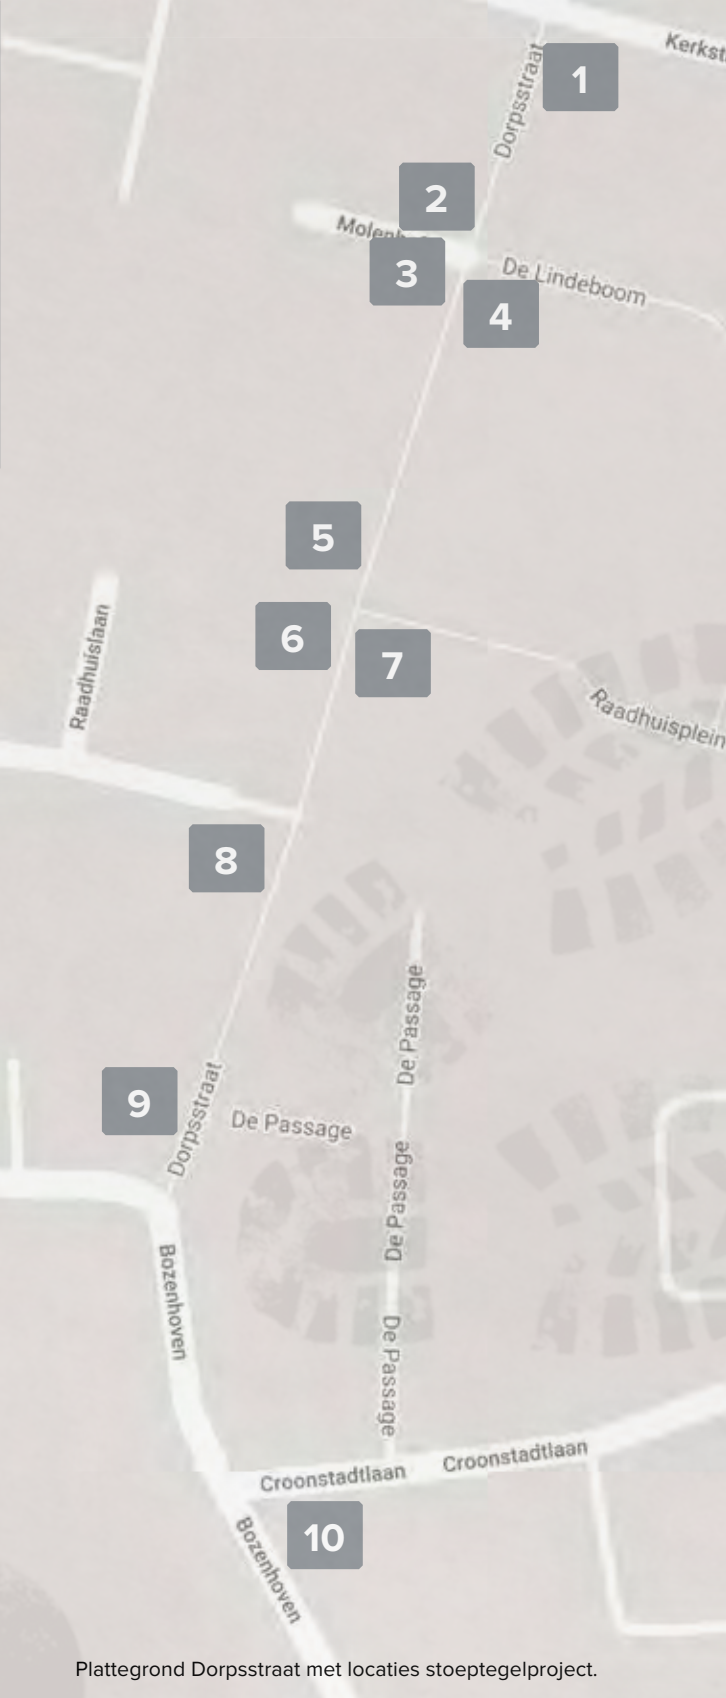 Kerkst
Dorpsstraat
1
2
Molenh
3
De Lindeboom
4
5
6
7
Raadhuislaan
Raadhuisplein
8
De Passage
9
Dorpsstraat
De Passage
De Passage
Bozenhoven
De Passage
Croonstadtlaan
Croonstadtlaan
10
Bozenhoven
Plattegrond Dorpsstraat met locaties stoeptegelproject.